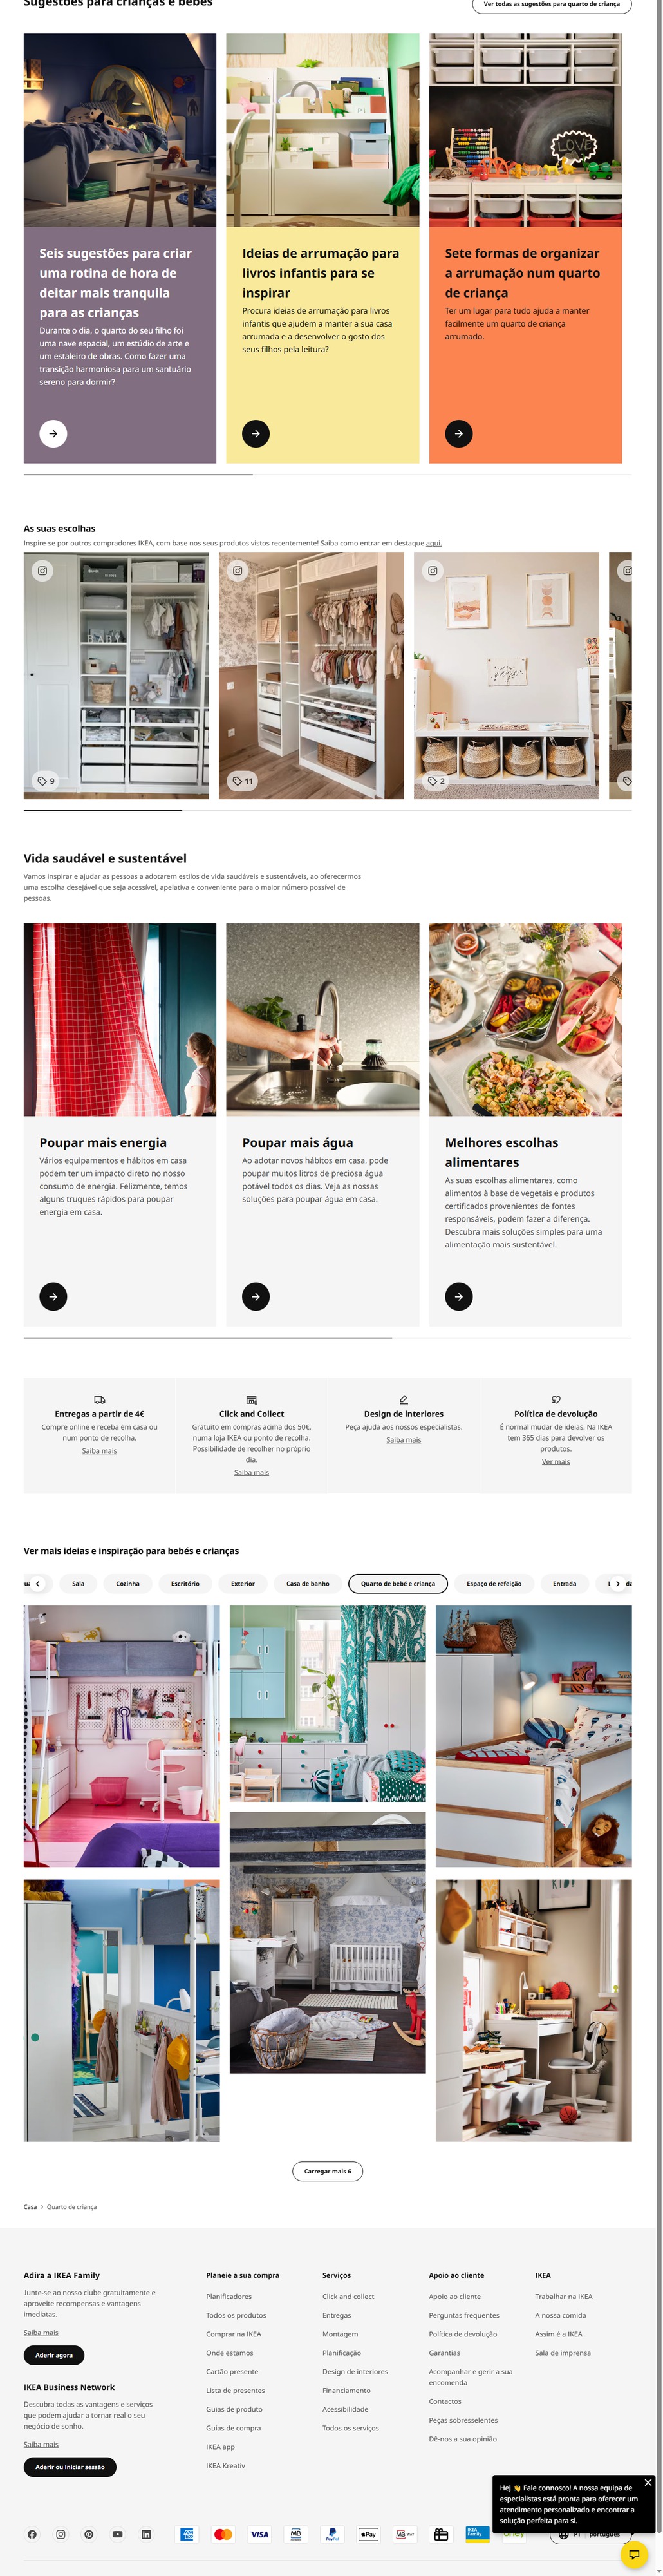 Sugestões para crianças e bebés
Ver todas as sugestões para quarto de criança
Seis sugestões para criar
uma rotina de hora de
deitar mais tranquila
para as crianças
Durante o dia, o quarto do seu filho foi
uma nave espacial, um estúdio de arte e
um estaleiro de obras. Como fazer uma
transição harmoniosa para um santuário
sereno para dormir?
Ideias de arrumação para
livros infantis para se
inspirar
Procura ideias de arrumação para livros
infantis que ajudem a manter a sua casa
arrumada e a desenvolver o gosto dos
seus filhos pela leitura?
LOVE
Sete formas de organizar
a arrumação num quarto
de criança
Ter um lugar para tudo ajuda a manter
facilmente um quarto de criança
arrumado.
As suas escolhas
Inspire-se por outros compradores IKEA, com base nos seus produtos vistos recentemente! Saiba como entrar em destaque aqui.
BABY
9
11
2
Vida saudável e sustentável
Vamos inspirar e ajudar as pessoas a adotarem estilos de vida saudáveis e sustentáveis, ao oferecermos
uma escolha desejável que seja acessível, apelativa e conveniente para o maior número possível de
pessoas.
Poupar mais energia
Vários equipamentos e hábitos em casa
podem ter um impacto direto no nosso
consumo de energia. Felizmente, temos
alguns truques rápidos para poupar
energia em casa.
Poupar mais água
Ao adotar novos hábitos em casa, pode
poupar muitos litros de preciosa água
potável todos os dias. Veja as nossas
soluções para poupar água em casa.
Melhores escolhas
alimentares
As suas escolhas alimentares, como
alimentos à base de vegetais e produtos
certificados provenientes de fontes
responsáveis, podem fazer a diferença.
Descubra mais soluções simples para uma
alimentação mais sustentável.
Entregas a partir de 4€
Compre online e receba em casa ou
num ponto de recolha.
Saiba mais
Click and Collect
Gratuito em compras acima dos 50€,
numa loja IKEA ou ponto de recolha.
Possibilidade de recolher no próprio
dia.
Saiba mais
Design de interiores
Peça ajuda aos nossos especialistas.
Saiba mais
Política de devolução
É normal mudar de ideias. Na IKEA
tem 365 dias para devolver os
produtos.
Ver mais
Ver mais ideias e inspiração para bebés e crianças
Sala
Cozinha
Escritório
Exterior
Casa de banho
Quarto de bebé e criança
Espaço de refeição
Entrada
KID
Carregar mais 6
Casa › Quarto de criança
Adira a IKEA Family
Junte-se ao nosso clube gratuitamente e
aproveite recompensas e vantagens
imediatas.
Saiba mais
Aderir agora
IKEA Business Network
Descubra todas as vantagens e serviços
que podem ajudar a tornar real o seu
negócio de sonho.
Saiba mais
Aderir ou iniciar sessão
Planeie a sua compra
Planificadores
Todos os produtos
Comprar na IKEA
Onde estamos
Cartão presente
Lista de presentes
Guias de produto
Guias de compra
IKEA app
IKEA Kreativ
Serviços
Click and collect
Entregas
Montagem
Planificação
Design de interiores
Financiamento
Acessibilidade
Todos os serviços
Apoio ao cliente
Apoio ao cliente
Perguntas frequentes
Política de devolução
Garantias
Acompanhar e gerir a sua
encomenda
Contactos
Peças sobresselentes
Dê-nos a sua opinião
IKEA
Trabalhar na IKEA
A nossa comida
Assim é a IKEA
Sala de imprensa
Hej 👋 Fale connosco! A nossa equipa de
especialistas está pronta para oferecer um
atendimento personalizado e encontrar a
solução perfeita para si.
VISA
MB
PayPal
Pay
MB WAY
IKEA Family
PT português